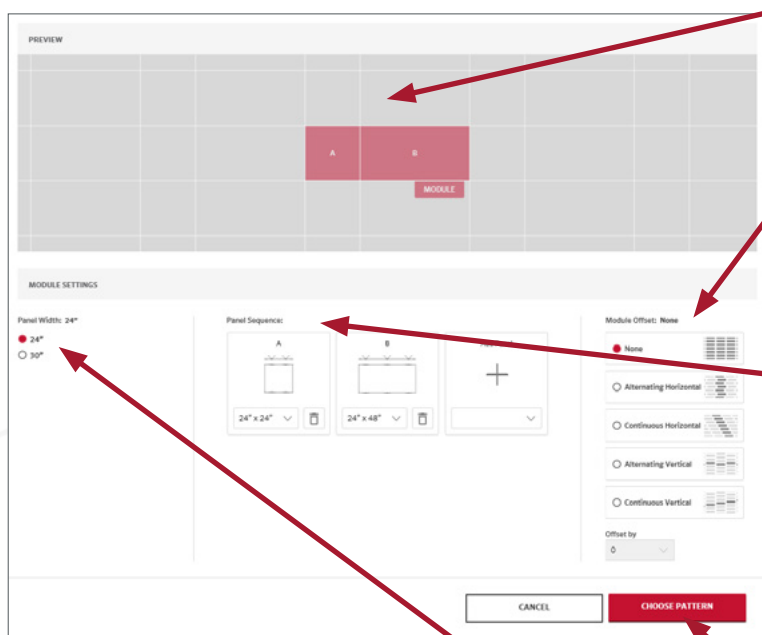 PREVIEW
A
B
MODULE
MODULE SETTINGS
Panel Width: 24"
24"
30"
Panel Sequence:
A
B
24" x 24"
24" x 48"
Module Offset: None
None
Alternating Horizontal
Continuous Horizontal
Alternating Vertical
Continuous Vertical
Offset by
0
CANCEL
CHOOSE PATTERN